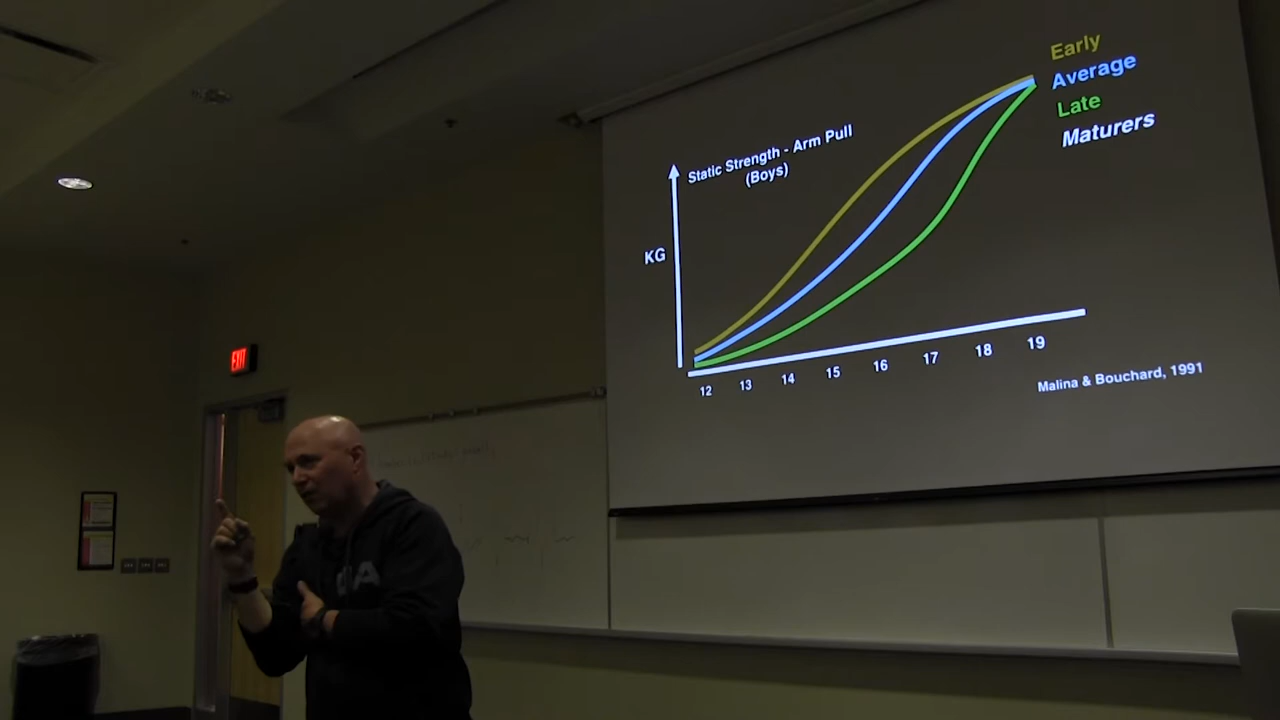 Early
Average
Late
Maturers
Static Strength - Arm Pull
(Boys)
KG
12 13 14 15 16 17 18 19
Malina & Bouchard, 1991
EXIT